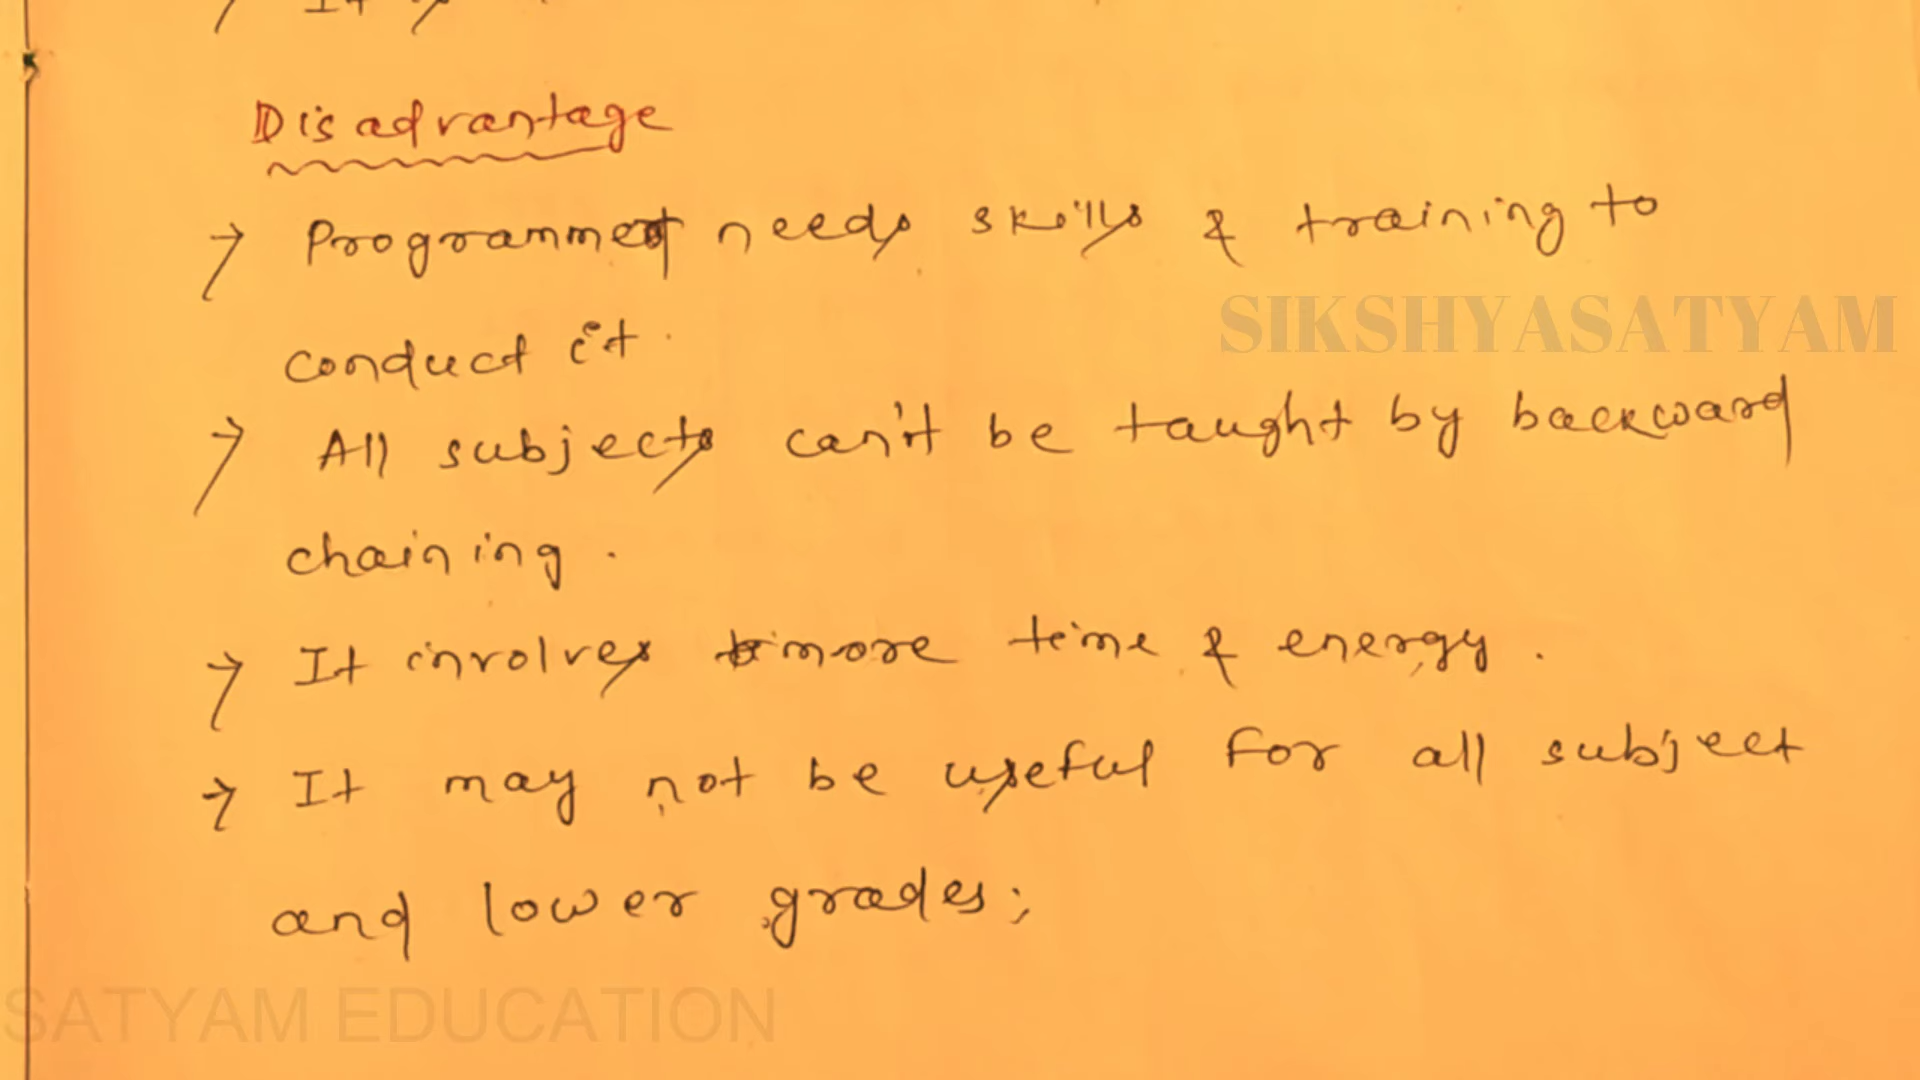 Disadvantage
→ Programmer needs skills & training to
SIKSHYASATYAM
conduct it.
→ All subjects can't be taught by backward
chaining.
→ It involves more time & energy.
→ It may not be useful for all subject
and lower grades;
SATYAM EDUCATION